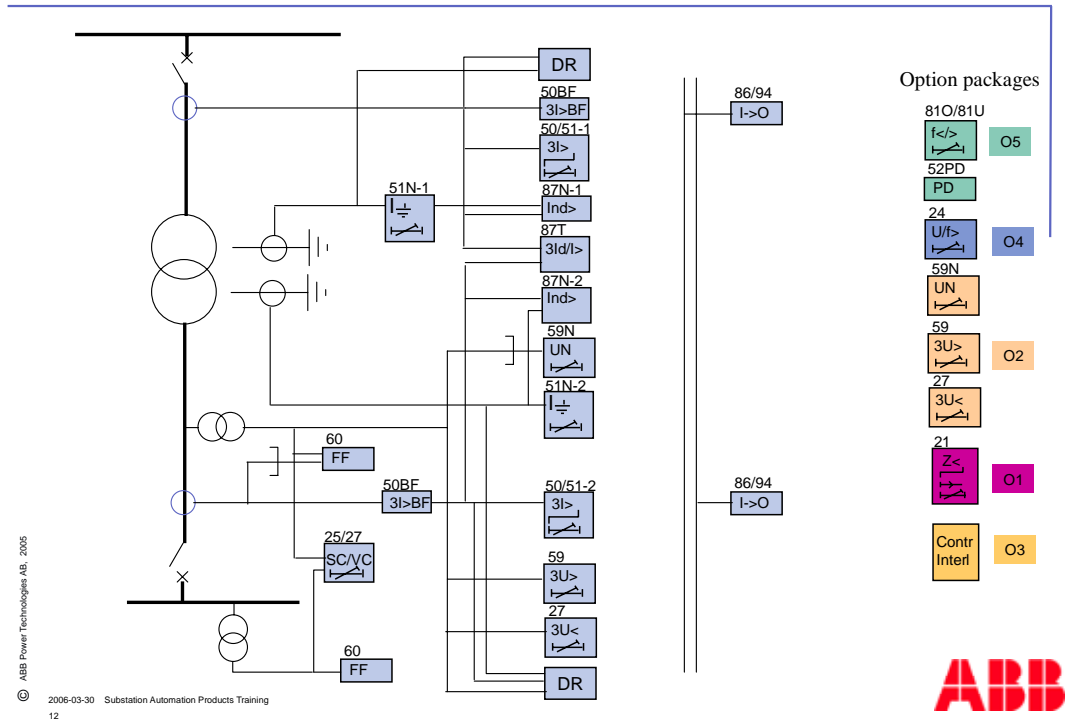 DR
50BF
3I>BF
50/51-1
3I>
51N-1
I
87N-1
Ind>
87T
3Id/I>
87N-2
Ind>
59N
UN
51N-2
I
60
FF
50BF
3I>BF
50/51-2
3I>
25/27
SC/VC
59
3U>
27
3U<
60
FF
DR
86/94
I->O
86/94
I->O
Option packages
81O/81U
f</>
O5
52PD
PD
24
U/f>
O4
59N
UN
59
3U>
O2
27
3U<
21
Z<
O1
Contr
Interl
O3
© ABB Power Technologies AB, 2005
2006-03-30 Substation Automation Products Training
12
ABB